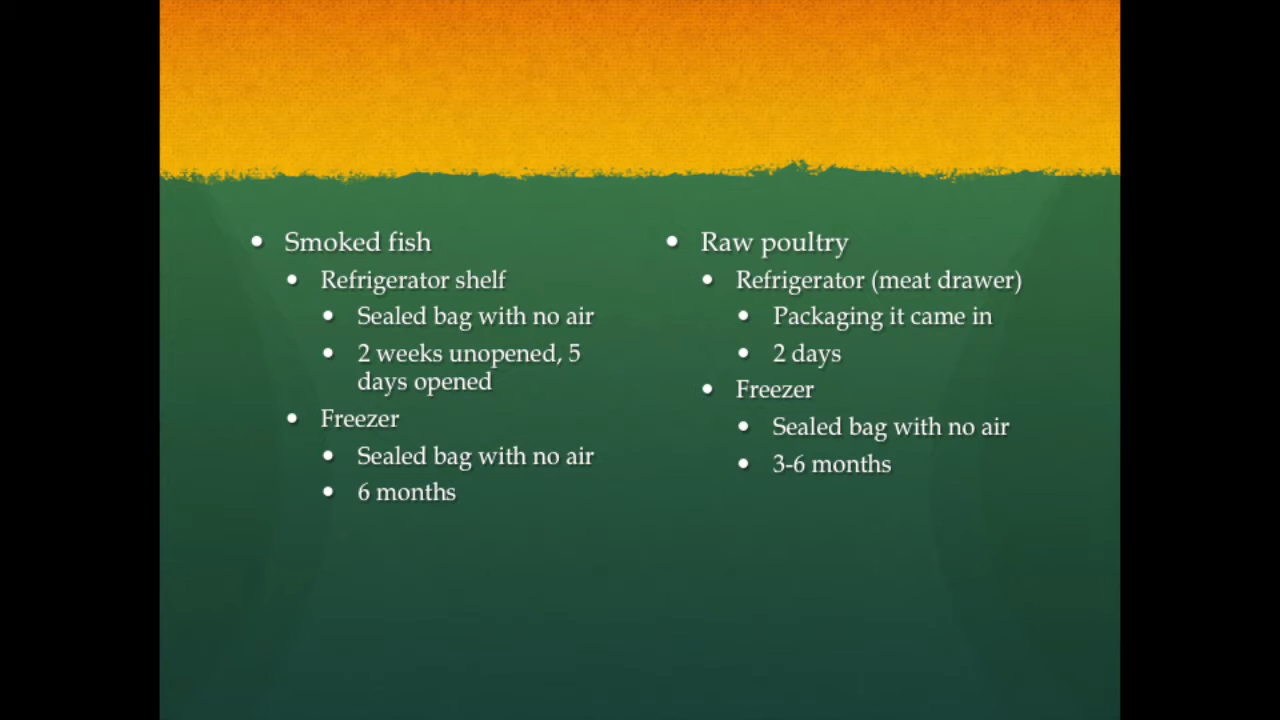 Smoked fish
Refrigerator shelf
Sealed bag with no air
2 weeks unopened, 5
days opened
Freezer
Sealed bag with no air
6 months
Raw poultry
Refrigerator (meat drawer)
Packaging it came in
2 days
Freezer
Sealed bag with no air
3-6 months